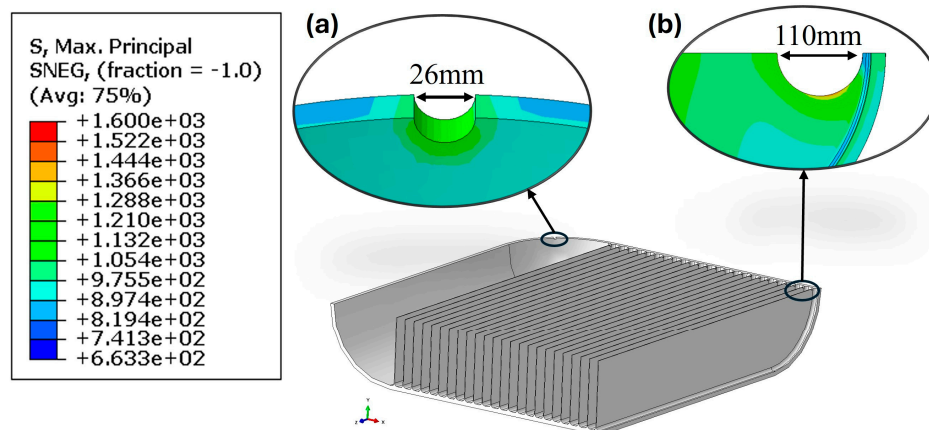 S, Max. Principal
SNEG, (fraction = -1.0)
(Avg: 75%)
+1.600e+03
+1.522e+03
+1.444e+03
+1.366e+03
+1.288e+03
+1.210e+03
+1.132e+03
+1.054e+03
+9.755e+02
+8.974e+02
+8.194e+02
+7.413e+02
+6.633e+02
(a)
26mm
(b)
110mm
Y
Z
X